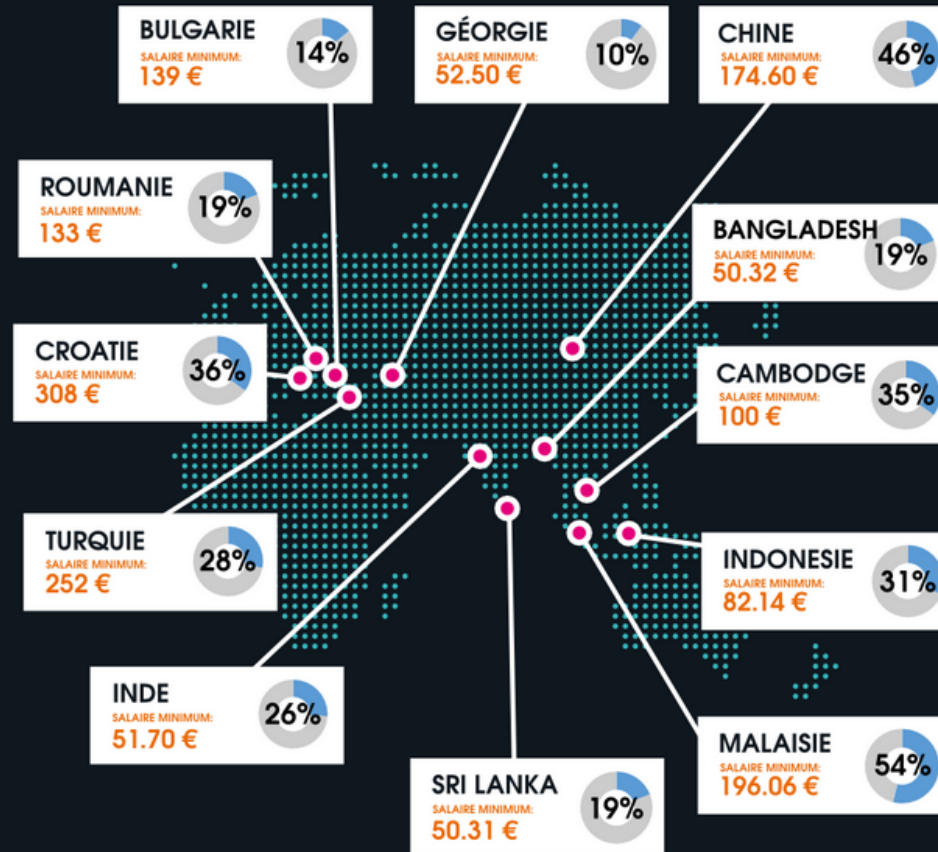 BULGARIE
SALAIRE MINIMUM:
139 €
14%
GÉORGIE
SALAIRE MINIMUM:
52.50 €
10%
CHINE
SALAIRE MINIMUM:
174.60 €
46%
ROUMANIE
SALAIRE MINIMUM:
133 €
19%
BANGLADESH
SALAIRE MINIMUM:
50.32 €
19%
CROATIE
SALAIRE MINIMUM:
308 €
36%
CAMBODGE
SALAIRE MINIMUM:
100 €
35%
TURQUIE
SALAIRE MINIMUM:
252 €
28%
INDONESIE
SALAIRE MINIMUM:
82.14 €
31%
INDE
SALAIRE MINIMUM:
51.70 €
26%
MALAISIE
SALAIRE MINIMUM:
196.06 €
54%
SRI LANKA
SALAIRE MINIMUM:
50.31 €
19%